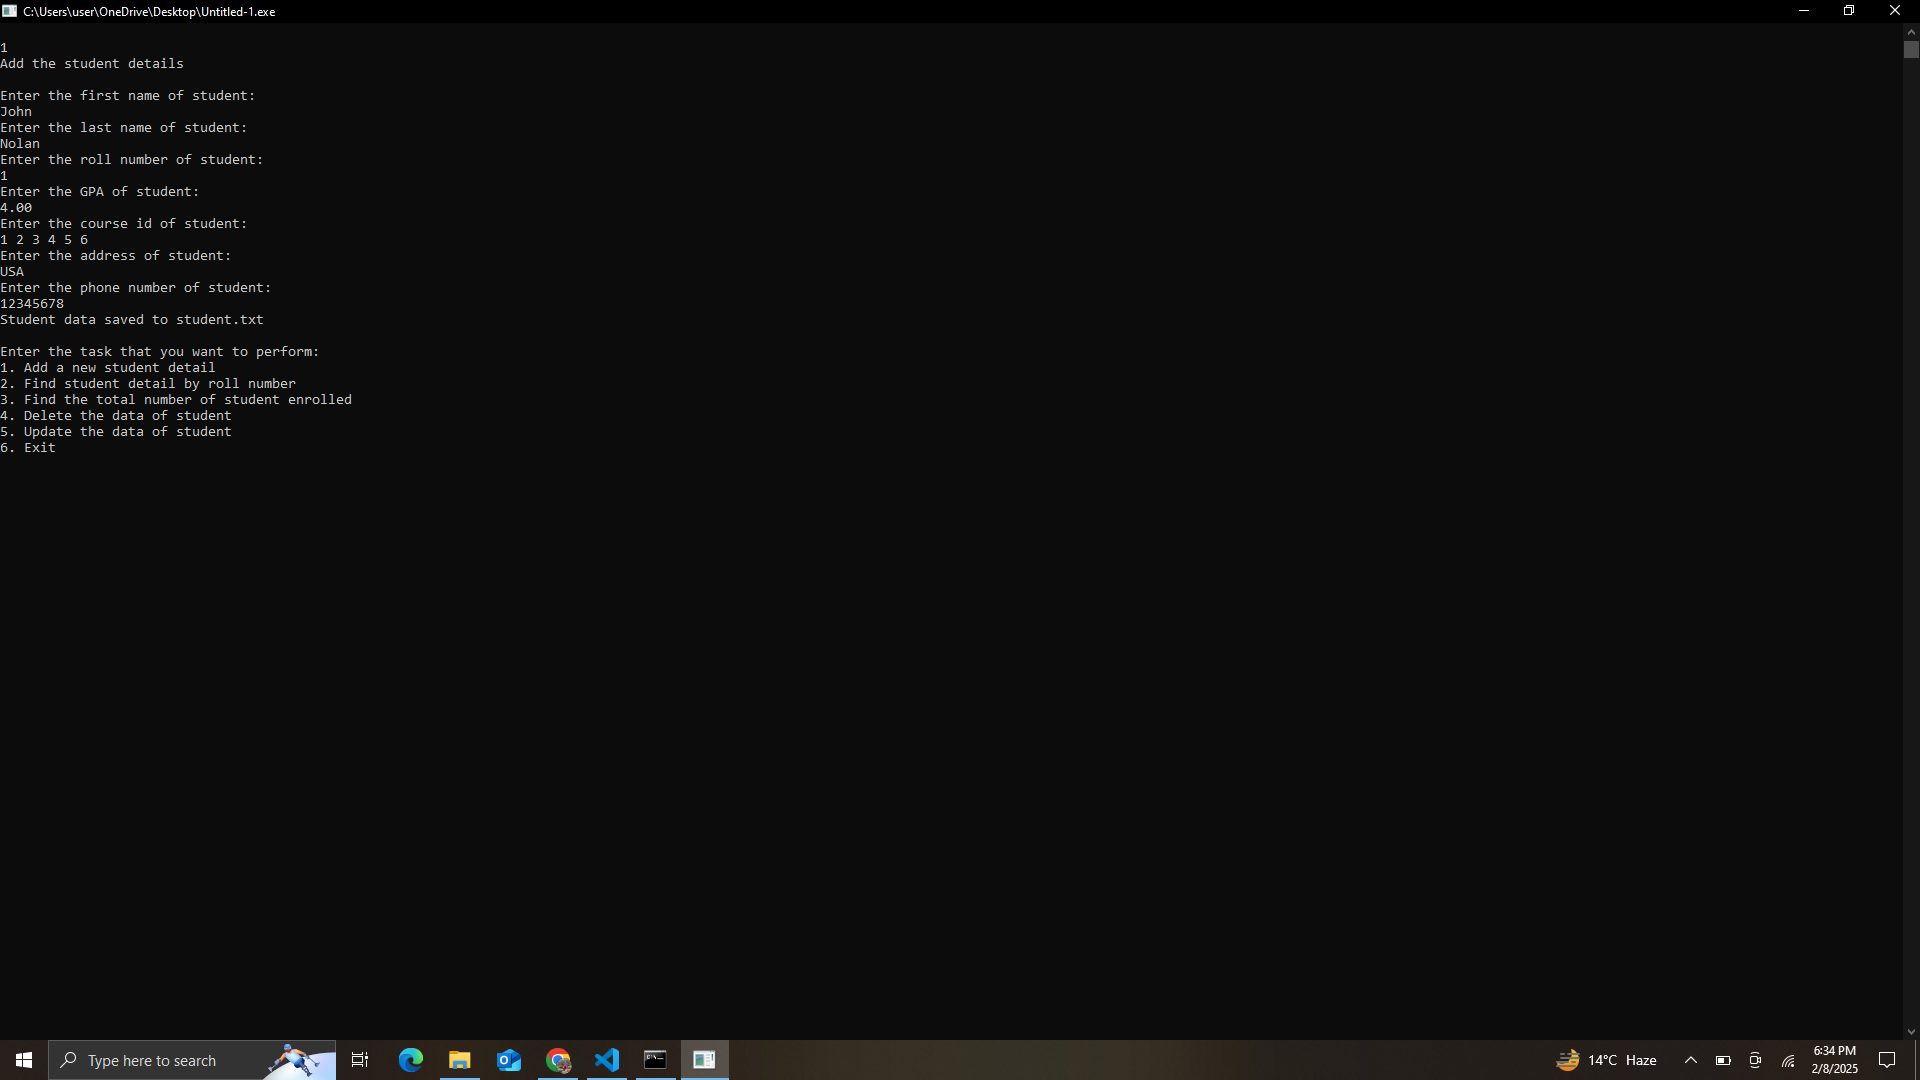 C:\Users\user\OneDrive\Desktop\Untitled-1.exe
1
Add the student details
Enter the first name of student:
John
Enter the last name of student:
Nolan
Enter the roll number of student:
1
Enter the GPA of student:
4.00
Enter the course id of student:
1 2 3 4 5 6
Enter the address of student:
USA
Enter the phone number of student:
12345678
Student data saved to student.txt
Enter the task that you want to perform:
1. Add a new student detail
2. Find student detail by roll number
3. Find the total number of student enrolled
4. Delete the data of student
5. Update the data of student
6. Exit
Type here to search
14°C Haze
6:34 PM
2/8/2025